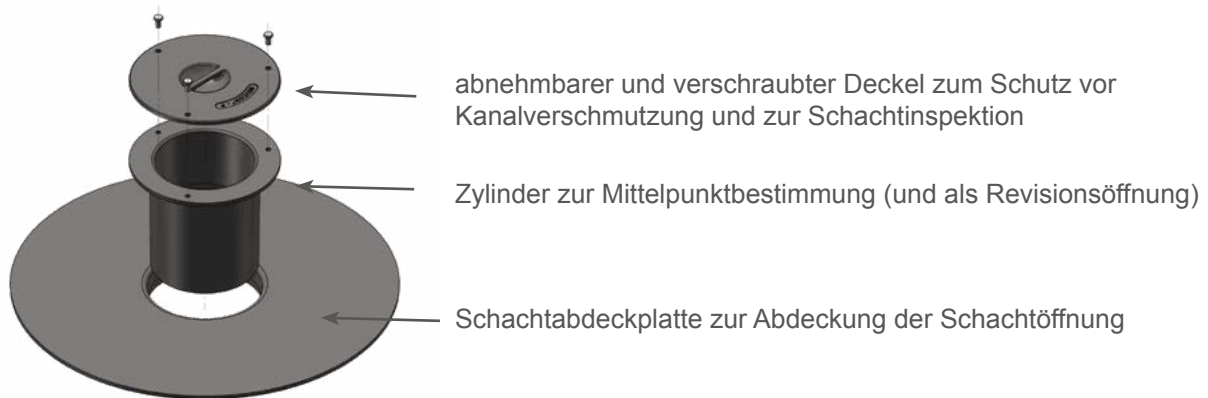 abnehmbarer und verschraubter Deckel zum Schutz vor
Kanalverschmutzung und zur Schachtinspektion
Zylinder zur Mittelpunktbestimmung (und als Revisionsöffnung)
Schachtabdeckplatte zur Abdeckung der Schachtöffnung